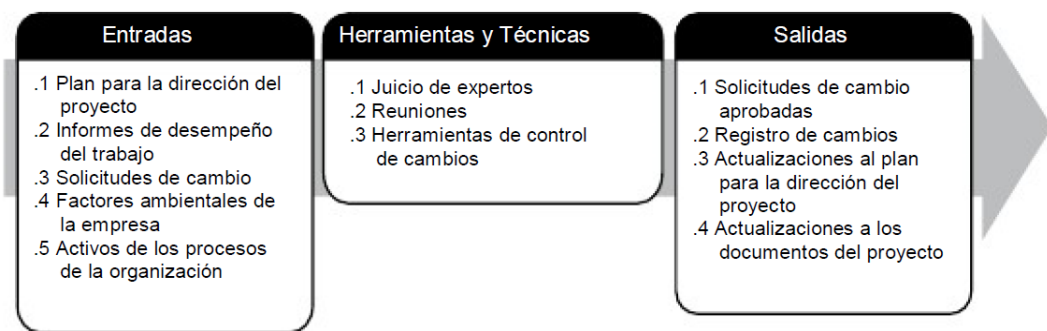 Entradas
.1 Plan para la dirección del
proyecto
.2 Informes de desempeño
del trabajo
.3 Solicitudes de cambio
.4 Factores ambientales de
la empresa
.5 Activos de los procesos
de la organización
Herramientas y Técnicas
.1 Juicio de expertos
.2 Reuniones
.3 Herramientas de control
de cambios
Salidas
.1 Solicitudes de cambio
aprobadas
.2 Registro de cambios
.3 Actualizaciones al plan
para la dirección del
proyecto
.4 Actualizaciones a los
documentos del proyecto